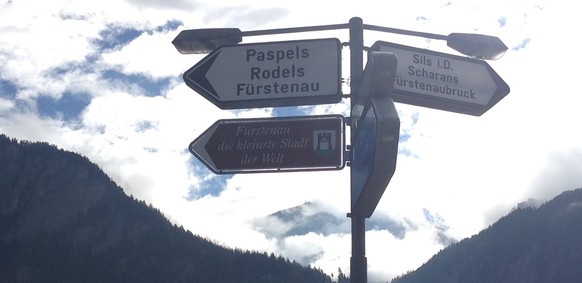 Paspels
Rodels
Fürstenau
Sils i.D.
Scharans
Fürstenaubruck
Fürstenau
die kleinste Stadt
der Welt